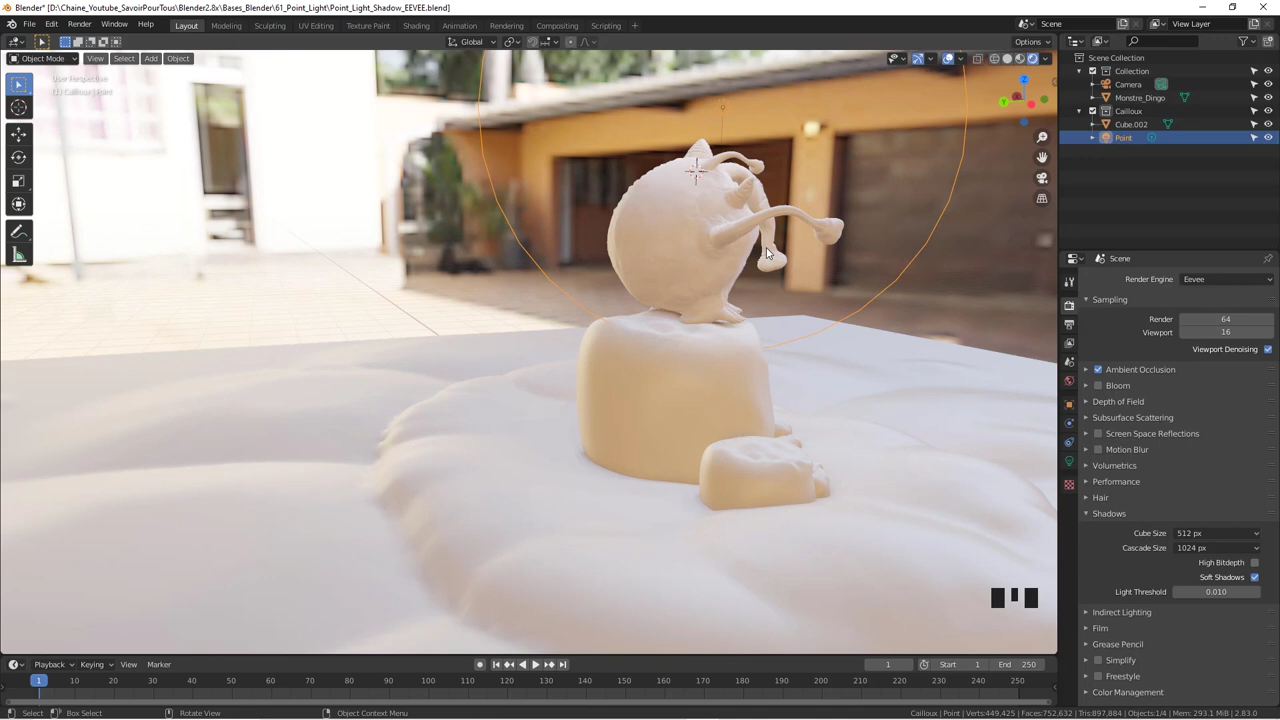 Blender* [D:\Chaine_Youtube_SavoirPourTous\Blender2.8x\Bases_Blender\61_Point_Light\Point_Light_Shadow_EEVEE.blend]
File Edit Render Window Help Layout Modeling Sculpting UV Editing Texture Paint Shading Animation Rendering Compositing Scripting + Scene View Layer
Global Options
Object Mode View Select Add Object
User Perspective
(1) Cailloux | Point
Scene Collection
Collection
Camera
Monstre_Dingo
Cailloux
Cube.002
Point
Scene
Render Engine Eevee
Sampling
Render 64
Viewport 16
Viewport Denoising
Ambient Occlusion
Bloom
Depth of Field
Subsurface Scattering
Screen Space Reflections
Motion Blur
Volumetrics
Performance
Hair
Shadows
Cube Size 512 px
Cascade Size 1024 px
High Bitdepth
Soft Shadows
Light Threshold 0.010
Indirect Lighting
Film
Grease Pencil
Simplify
Freestyle
Color Management
Playback Keying View Marker 1 Start 1 End 250
1 10 20 30 40 50 60 70 80 90 100 110 120 130 140 150 160 170 180 190 200 210 220 230 240 250
Select Box Select Rotate View Object Context Menu Cailloux | Point | Verts:449,425 | Faces:752,632 | Tris:897,884 | Objects:1/4 | Mem: 293.1 MiB | 2.83.0